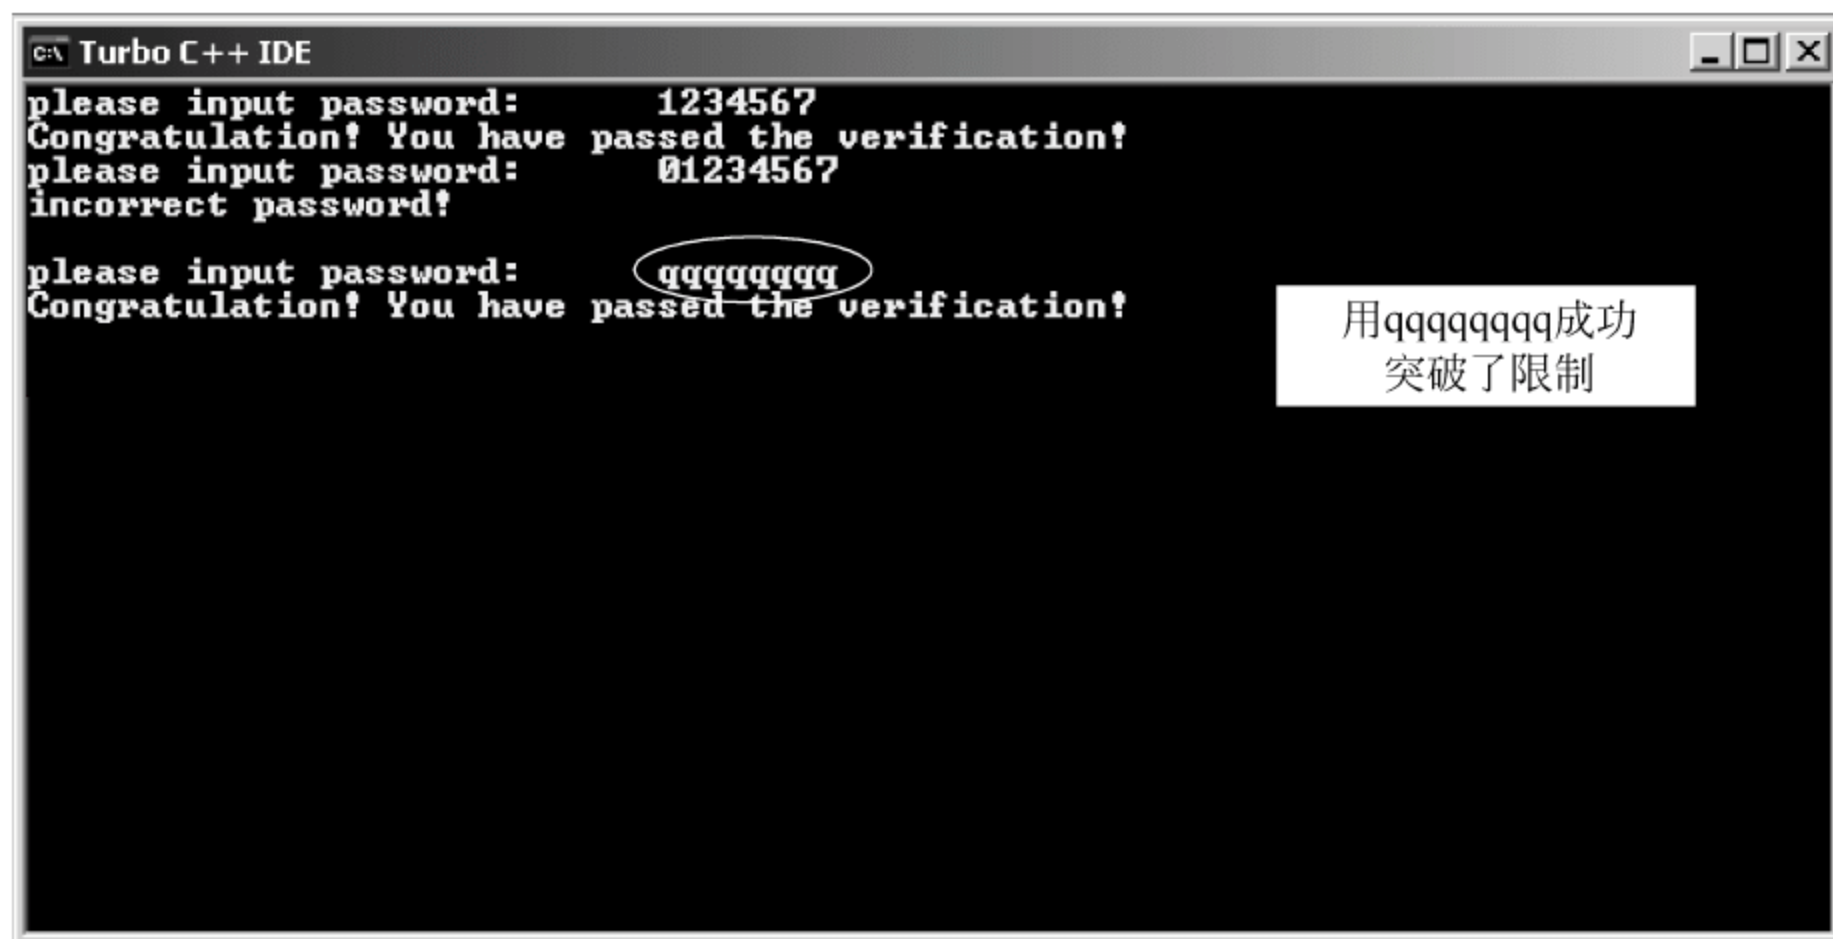 Turbo C++ IDE
please input password:      1234567
Congratulation! You have passed the verification!
please input password:      01234567
incorrect password!
please input password:      qqqqqqqq
Congratulation! You have passed the verification!
用qqqqqqqq成功
突破了限制